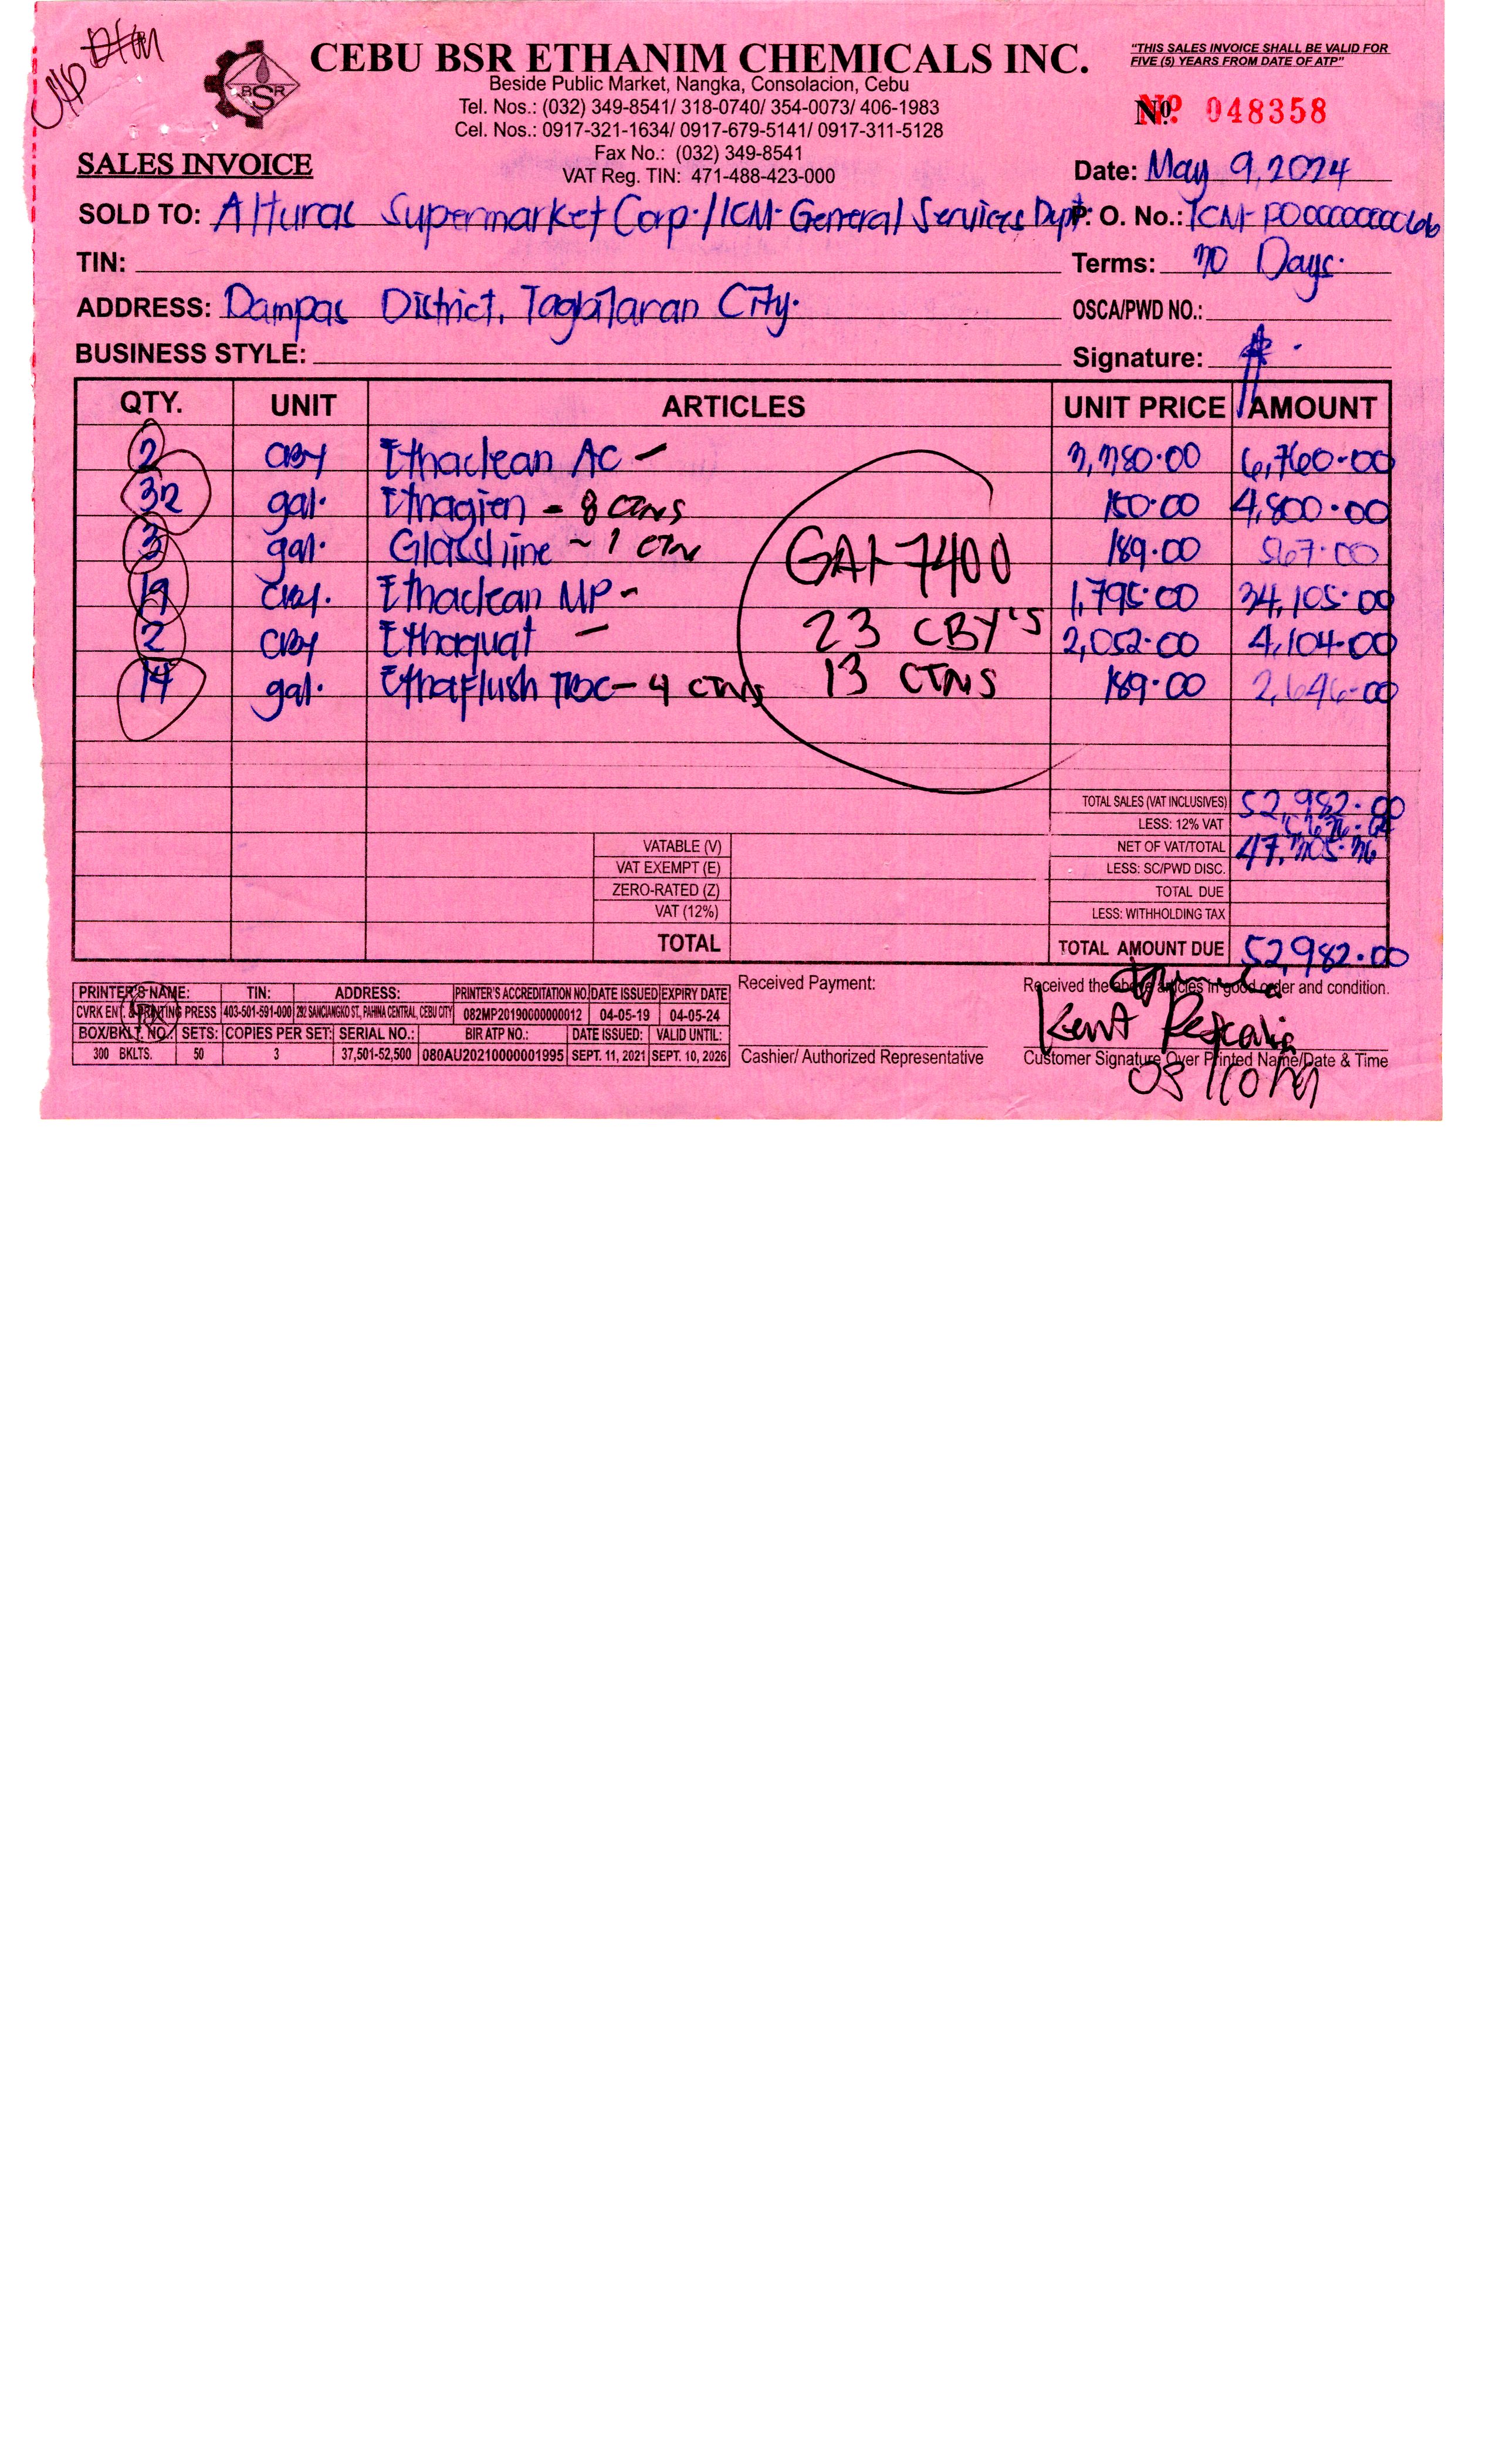 CEBU BSR ETHANIM CHEMICALS INC.
"THIS SALES INVOICE SHALL BE VALID FOR
FIVE (5) YEARS FROM DATE OF ATP"
BSR
Beside Public Market, Nangka, Consolacion, Cebu
Tel. Nos.: (032) 349-8541/ 318-0740/ 354-0073/ 406-1983
Cel. Nos.: 0917-321-1634/ 0917-679-5141/ 0917-311-5128
Fax No.: (032) 349-8541
VAT Reg. TIN: 471-488-423-000
Nº 048358
SALES INVOICE
Date: May 9, 2024
SOLD TO: Alturas Supermarket Corp./ICM-General Services Dept. P. O. No.:
TIN: Terms: 30 Days.
ADDRESS: Dampas District, Tagbilaran City. OSCA/PWD NO.:
BUSINESS STYLE: Signature:
QTY. UNIT ARTICLES UNIT PRICE AMOUNT
2 CBY Ethaclean AC - 3,380.00 6,760.00
32 gal. - 8 CTNS 150.00 4,800.00
3 gal. ~ 1 CTN 189.00 567.00
19 CBY. Ethaclean MP - 1,795.00 34,105.00
2 CBY Ethaquat - 2,052.00 4,104.00
14 gal. Ethaflush TBC - 4 CTNS 189.00 2,646.00
GAI-7400
23 CBY'S
13 CTNS
TOTAL SALES (VAT INCLUSIVES) 52,982.00
LESS: 12% VAT 5,676.64
VATABLE (V) NET OF VAT/TOTAL 47,305.36
VAT EXEMPT (E) LESS: SC/PWD DISC.
ZERO-RATED (Z) TOTAL DUE
VAT (12%) LESS: WITHHOLDING TAX
TOTAL TOTAL AMOUNT DUE 52,982.00
PRINTER'S NAME: TIN: ADDRESS: PRINTER'S ACCREDITATION NO. DATE ISSUED EXPIRY DATE
CVRK ENT. & PRINTING PRESS 403-501-591-000 282 SANCIANGKO ST., PAHINA CENTRAL, CEBU CITY 082MP20190000000012 04-05-19 04-05-24
BOX/BKLT. NO.: SETS: COPIES PER SET: SERIAL NO.: BIR ATP NO.: DATE ISSUED: VALID UNTIL:
300 BKLTS. 50 3 37,501-52,500 080AU20210000001995 SEPT. 11, 2021 SEPT. 10, 2026
Received Payment:
Cashier/ Authorized Representative
Received the above articles in good order and condition.
Kent
Customer Signature Over Printed Name/Date & Time